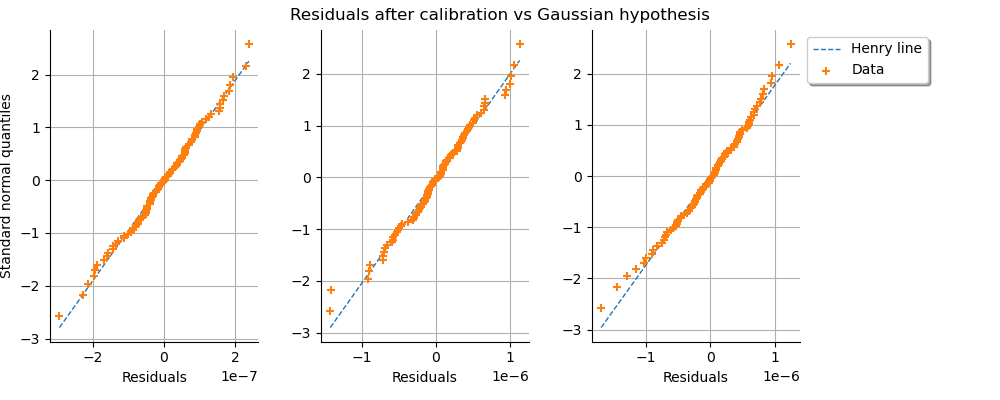 Residuals after calibration vs Gaussian hypothesis
Standard normal quantiles
2
1
0
−1
−2
−3
−2
0
2
1e−7
Residuals
2
1
0
−1
−2
−3
−1
0
1
1e−6
Residuals
2
1
0
−1
−2
−3
−1
0
1
1e−6
Residuals
Henry line
Data